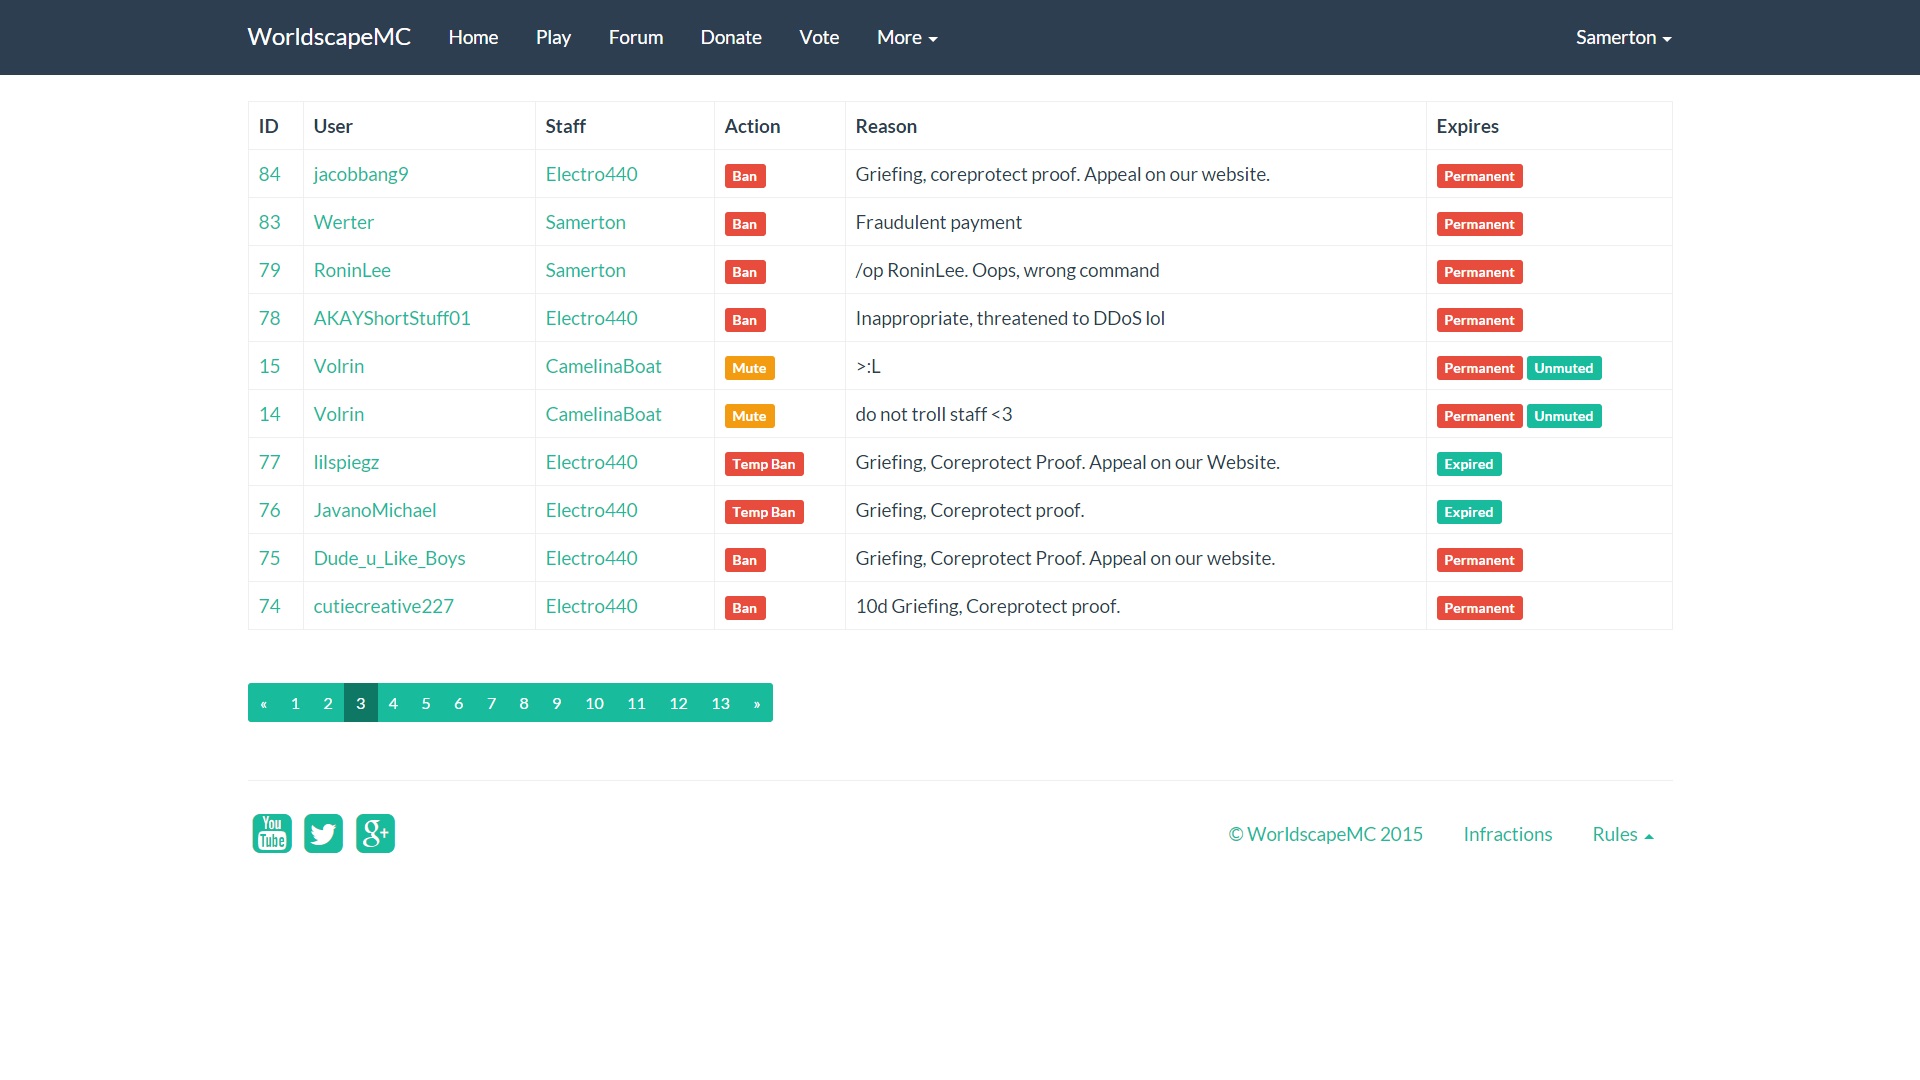 WorldscapeMC Home Play Forum Donate Vote More Samerton
ID User Staff Action Reason Expires
84 jacobbang9 Electro440 Ban Griefing, coreprotect proof. Appeal on our website. Permanent
83 Werter Samerton Ban Fraudulent payment Permanent
79 RoninLee Samerton Ban /op RoninLee. Oops, wrong command Permanent
78 AKAYShortStuff01 Electro440 Ban Inappropriate, threatened to DDoS lol Permanent
15 Volrin CamelinaBoat Mute >:L Permanent Unmuted
14 Volrin CamelinaBoat Mute do not troll staff <3 Permanent Unmuted
77 lilspiegz Electro440 Temp Ban Griefing, Coreprotect Proof. Appeal on our Website. Expired
76 JavanoMichael Electro440 Temp Ban Griefing, Coreprotect proof. Expired
75 Dude_u_Like_Boys Electro440 Ban Griefing, Coreprotect Proof. Appeal on our website. Permanent
74 cutiecreative227 Electro440 Ban 10d Griefing, Coreprotect proof. Permanent
« 1 2 3 4 5 6 7 8 9 10 11 12 13 »
You Tube g+ © WorldscapeMC 2015 Infractions Rules